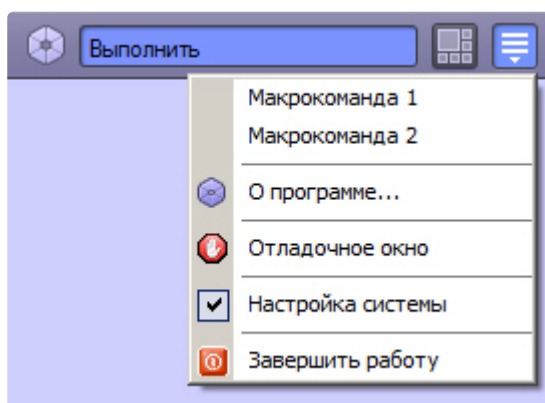 Выполнить
Макрокоманда 1
Макрокоманда 2
О программе...
Отладочное окно
Настройка системы
Завершить работу